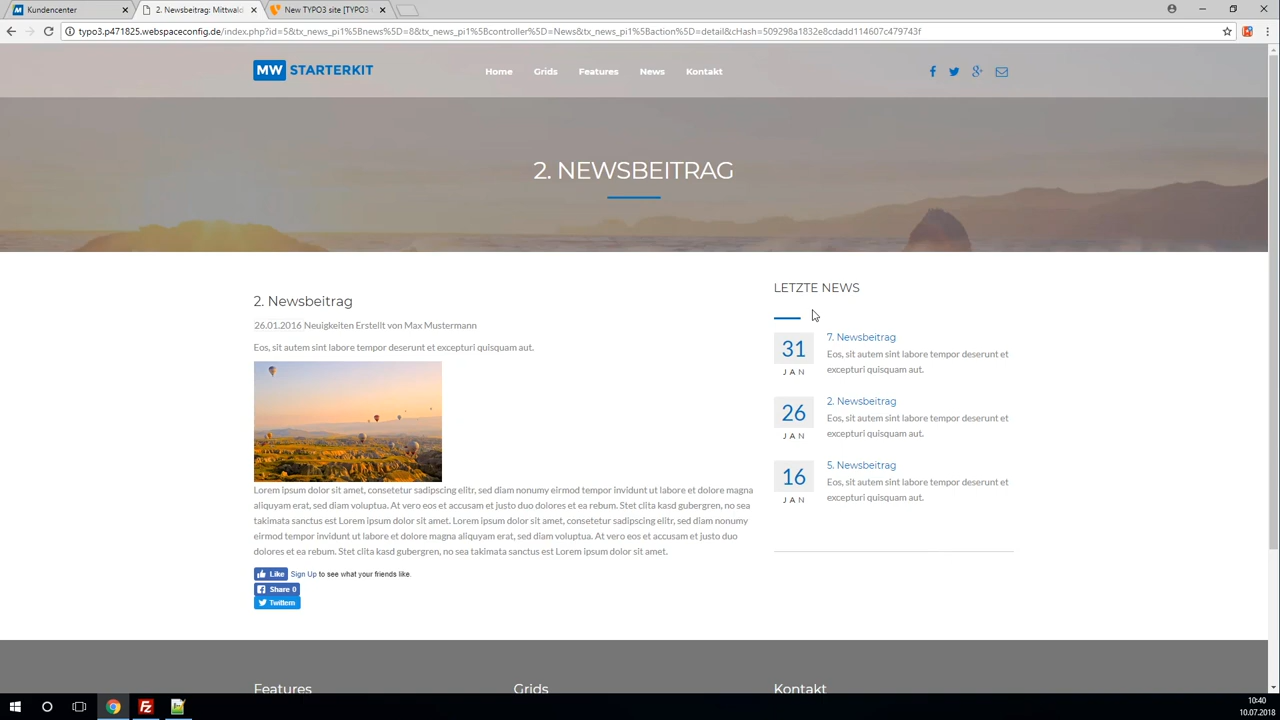 Kundencenter
2. Newsbeitrag: Mittwald
New TYPO3 site [TYPO3
typo3.p471825.webspaceconfig.de/index.php?id=5&tx_news_pi1%5Bnews%5D=8&tx_news_pi1%5Bcontroller%5D=News&tx_news_pi1%5Baction%5D=detail&cHash=509298a1832e8cdadd114607c479743f
MW STARTERKIT
Home
Grids
Features
News
Kontakt
2. NEWSBEITRAG
2. Newsbeitrag
26.01.2016 Neuigkeiten Erstellt von Max Mustermann
Eos, sit autem sint labore tempor deserunt et excepturi quisquam aut.
Lorem ipsum dolor sit amet, consetetur sadipscing elitr, sed diam nonumy eirmod tempor invidunt ut labore et dolore magna
aliquyam erat, sed diam voluptua. At vero eos et accusam et justo duo dolores et ea rebum. Stet clita kasd gubergren, no sea
takimata sanctus est Lorem ipsum dolor sit amet. Lorem ipsum dolor sit amet, consetetur sadipscing elitr, sed diam nonumy
eirmod tempor invidunt ut labore et dolore magna aliquyam erat, sed diam voluptua. At vero eos et accusam et justo duo
dolores et ea rebum. Stet clita kasd gubergren, no sea takimata sanctus est Lorem ipsum dolor sit amet.
Like Sign Up to see what your friends like.
Share 0
Twittern
LETZTE NEWS
31
JAN
7. Newsbeitrag
Eos, sit autem sint labore tempor deserunt et
excepturi quisquam aut.
26
JAN
2. Newsbeitrag
Eos, sit autem sint labore tempor deserunt et
excepturi quisquam aut.
16
JAN
5. Newsbeitrag
Eos, sit autem sint labore tempor deserunt et
excepturi quisquam aut.
Features
Grids
Kontakt
10:40
10.07.2018